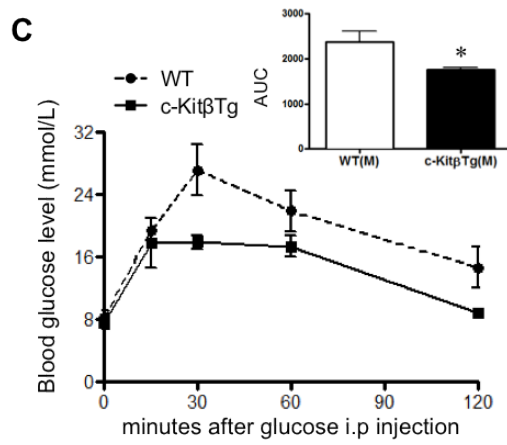 C
WT
c-KitβTg
Blood glucose level (mmol/L)
32
24
16
8
0
0
30
60
90
120
minutes after glucose i.p injection
AUC
3000
2000
1000
0
*
WT(M)
c-KitβTg(M)